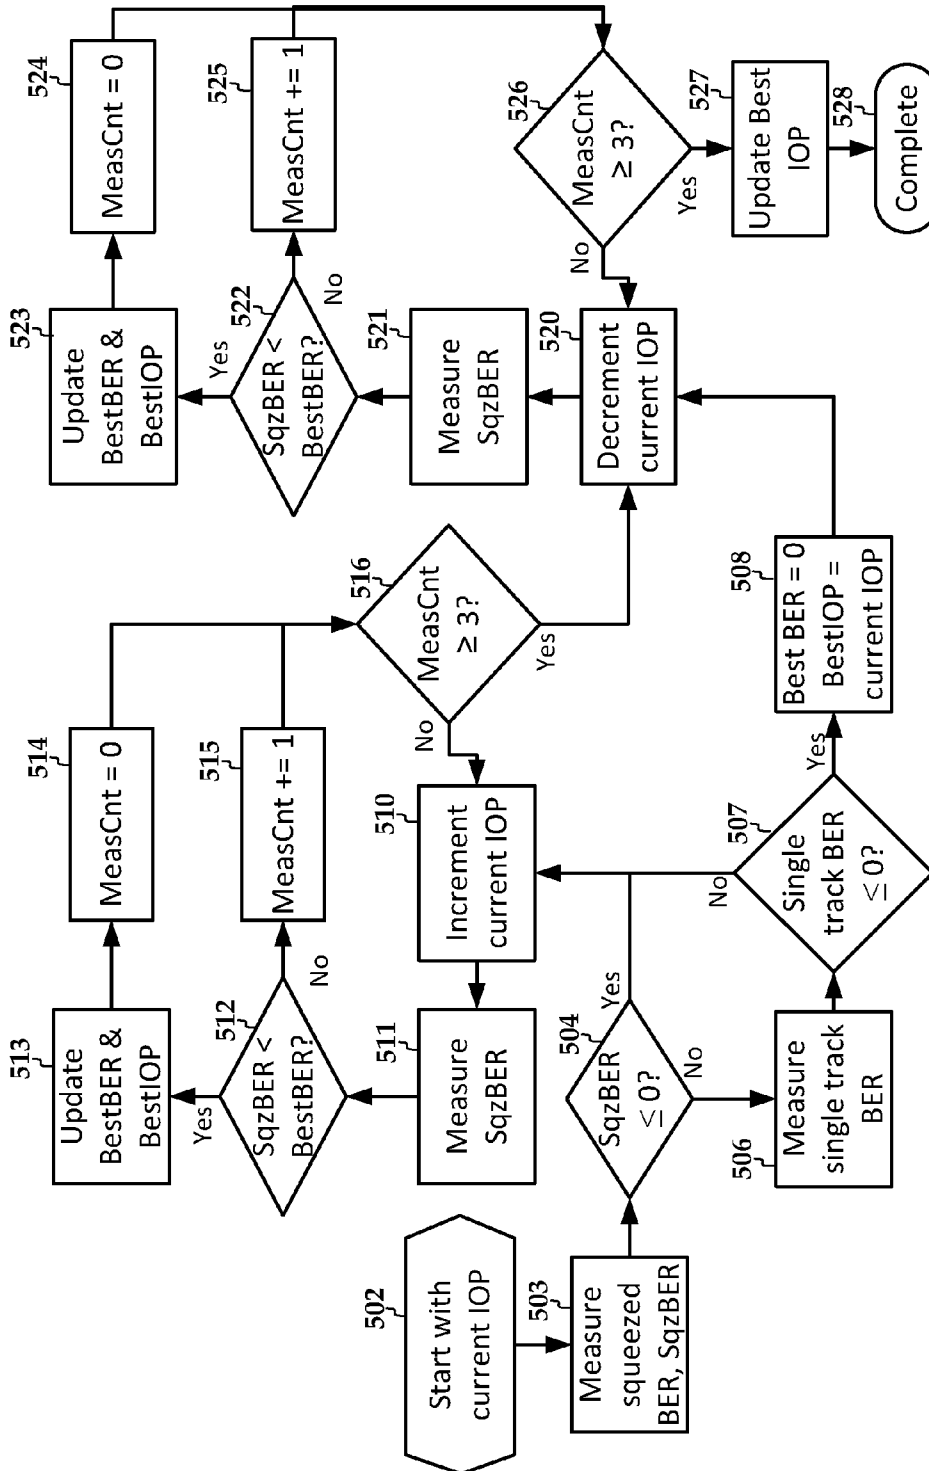 502
Start with
current IOP
503
Measure
squeezed
BER, SqzBER
504
SqzBER
≤ 0?
Yes
No
506
Measure
single track
BER
507
Single
track BER
≤ 0?
No
Yes
508
Best BER = 0
BestIOP =
current IOP
510
Increment
current IOP
511
Measure
SqzBER
512
SqzBER <
BestBER?
Yes
No
513
Update
BestBER &
BestIOP
514
MeasCnt = 0
515
MeasCnt += 1
516
MeasCnt
≥ 3?
No
Yes
520
Decrement
current IOP
521
Measure
SqzBER
522
SqzBER <
BestBER?
Yes
No
523
Update
BestBER &
BestIOP
524
MeasCnt = 0
525
MeasCnt += 1
526
MeasCnt
≥ 3?
No
Yes
527
Update Best
IOP
528
Complete